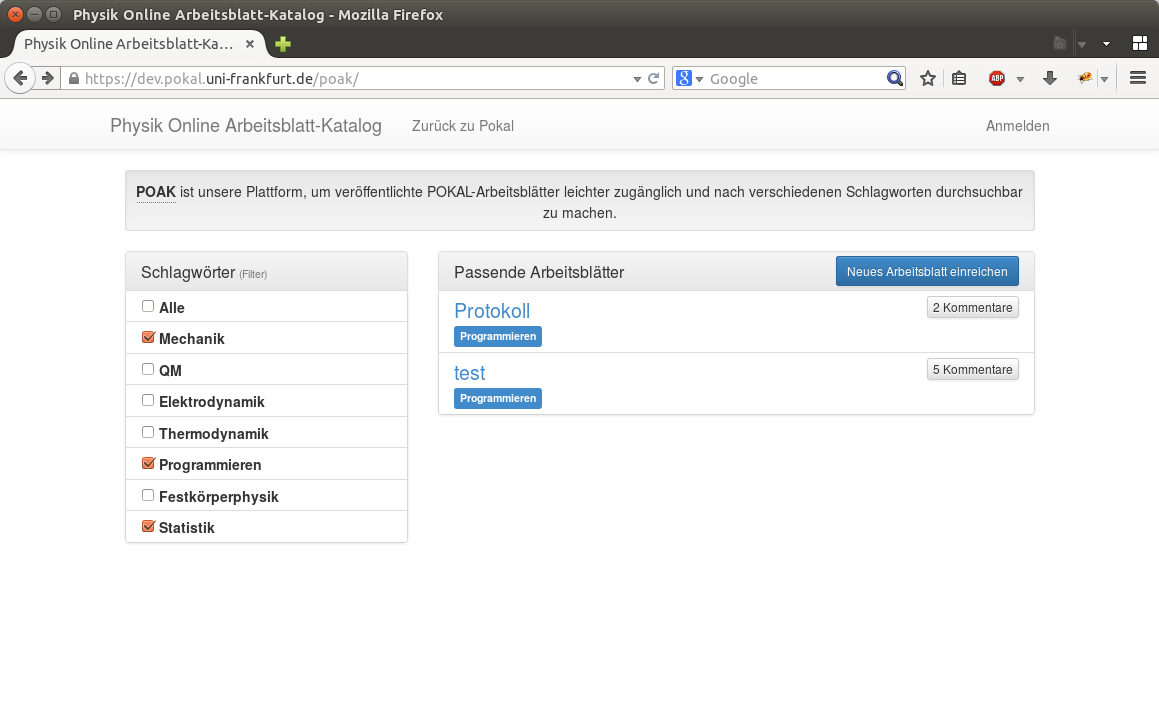 Physik Online Arbeitsblatt-Katalog - Mozilla Firefox
Physik Online Arbeitsblatt-Ka...
https://dev.pokal.uni-frankfurt.de/poak/
8 Google
ABP
Physik Online Arbeitsblatt-Katalog Zurück zu Pokal Anmelden
POAK ist unsere Plattform, um veröffentlichte POKAL-Arbeitsblätter leichter zugänglich und nach verschiedenen Schlagworten durchsuchbar
zu machen.
Schlagwörter (Filter)
Alle
Mechanik
QM
Elektrodynamik
Thermodynamik
Programmieren
Festkörperphysik
Statistik
Passende Arbeitsblätter Neues Arbeitsblatt einreichen
Protokoll 2 Kommentare
Programmieren
test 5 Kommentare
Programmieren